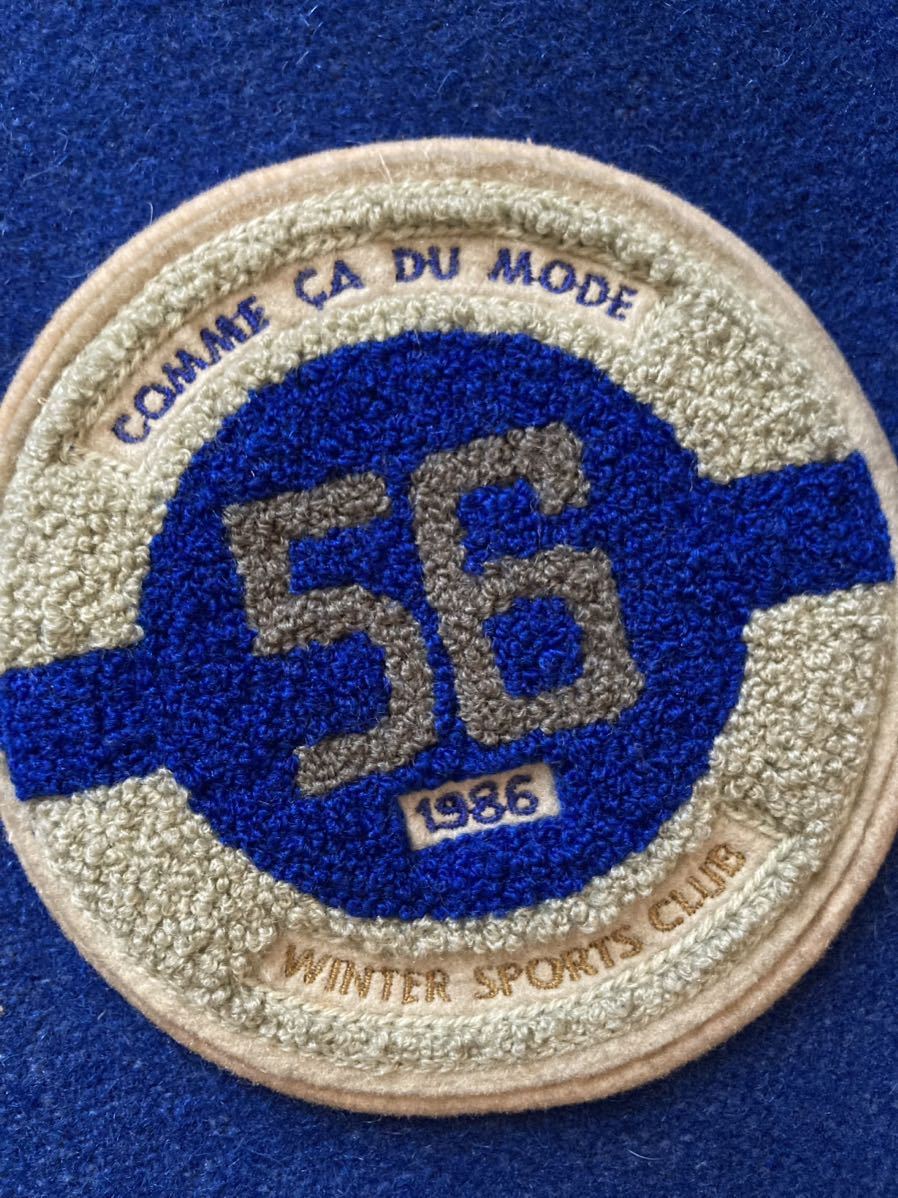 COMME ÇA DU MODE
56
1986
WINTER SPORTS CLUB